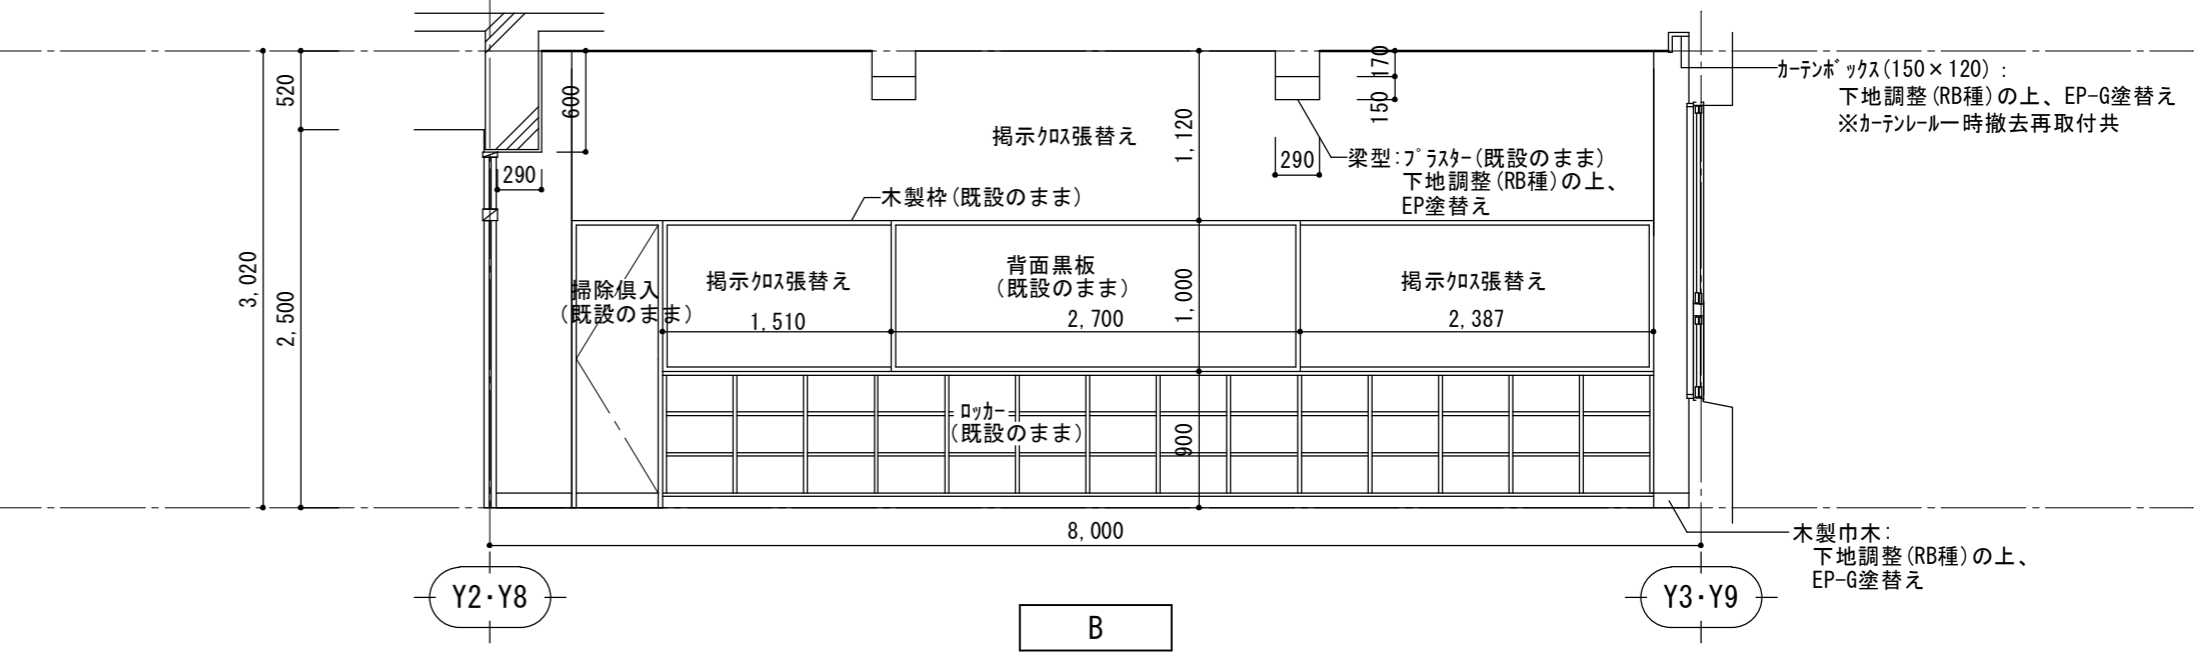 520
600
170
150
カーテンボックス(150×120):
下地調整(RB種)の上、EP-G塗替え
※カーテンレール一時撤去再取付共
掲示クロス張替え
1,120
290
290
梁型:プラスター(既設のまま)
下地調整(RB種)の上、
EP塗替え
木製枠(既設のまま)
3,020
2,500
掃除倶入
(既設のまま)
掲示クロス張替え
1,510
背面黒板
(既設のまま)
2,700
1,000
掲示クロス張替え
2,387
ロッカー
(既設のまま)
900
8,000
木製巾木:
下地調整(RB種)の上、
EP-G塗替え
Y2・Y8
Y3・Y9
B